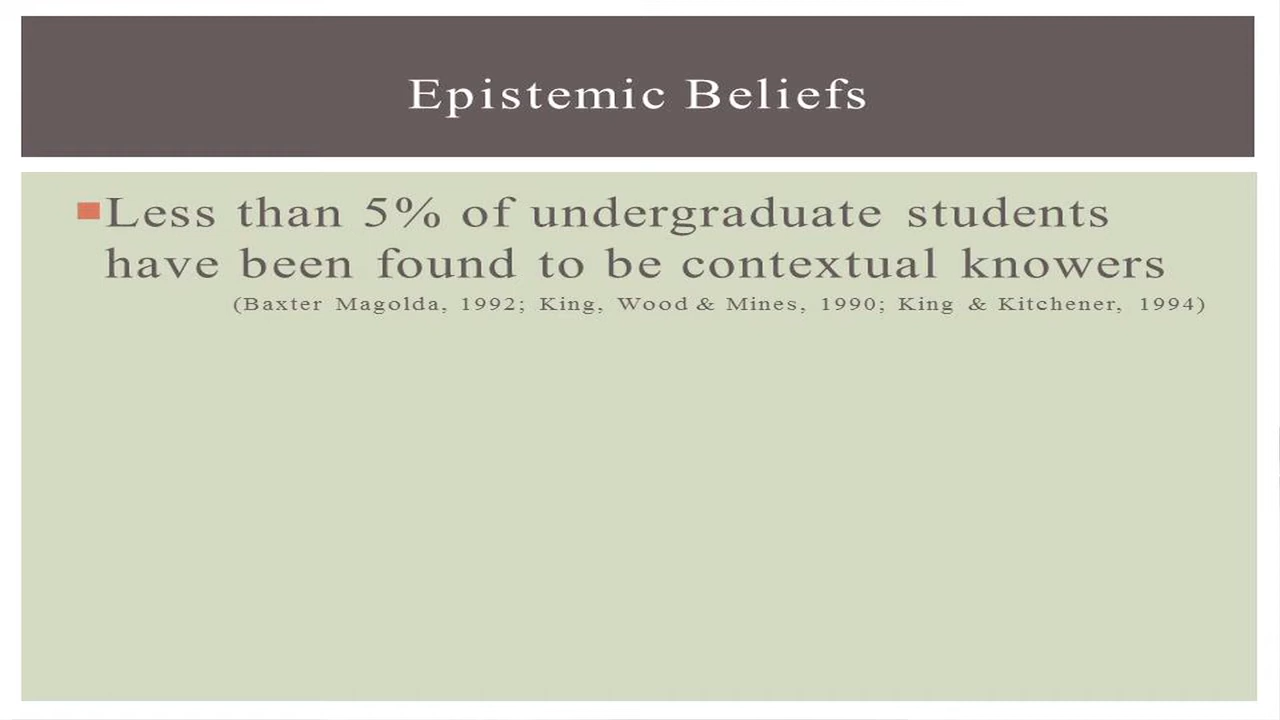 Epistemic Beliefs
Less than 5% of undergraduate students
have been found to be contextual knowers
(Baxter Magolda, 1992; King, Wood & Mines, 1990; King & Kitchener, 1994)